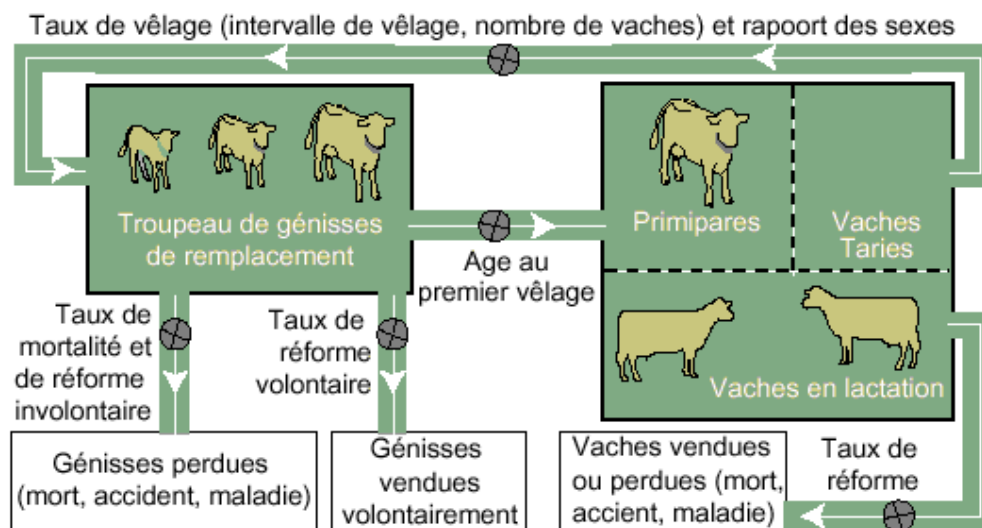 Taux de vêlage (intervalle de vêlage, nombre de vaches) et rapoort des sexes
Troupeau de génisses
de remplacement
Primipares
Vaches
Taries
Age au
premier vêlage
Vaches en lactation
Taux de
mortalité et
de réforme
involontaire
Taux de
réforme
volontaire
Génisses perdues
(mort, accident, maladie)
Génisses
vendues
volontairement
Vaches vendues
ou perdues (mort,
accient, maladie)
Taux de
réforme